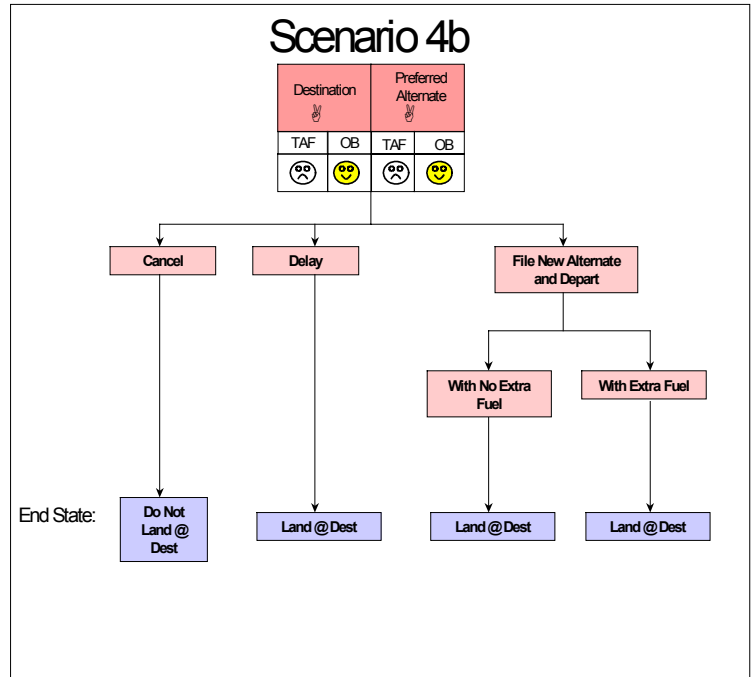 Scenario 4b
Destination
✌
Preferred
Alternate
✌
TAF OB TAF OB
Cancel
Delay
File New Alternate
and Depart
With No Extra
Fuel
With Extra Fuel
End State:
Do Not
Land @
Dest
Land @ Dest
Land @ Dest
Land @ Dest